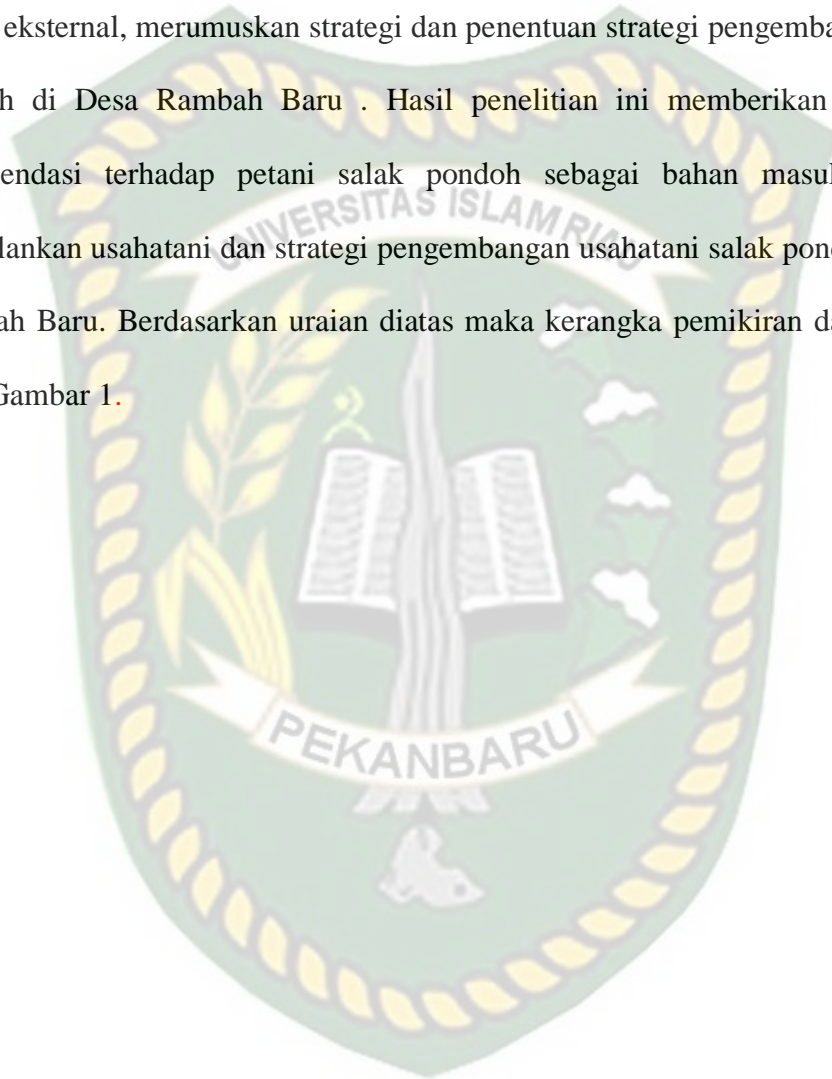 eksternal, merumuskan strategi dan penentuan strategi pengemba
h di Desa Rambah Baru . Hasil penelitian ini memberikan
endasi terhadap petani salak pondoh sebagai bahan masu
lankan usahatani dan strategi pengembangan usahatani salak pon
ah Baru. Berdasarkan uraian diatas maka kerangka pemikiran da
Gambar 1.
UNIVERSITAS ISLAM RIAU
PEKANBARU